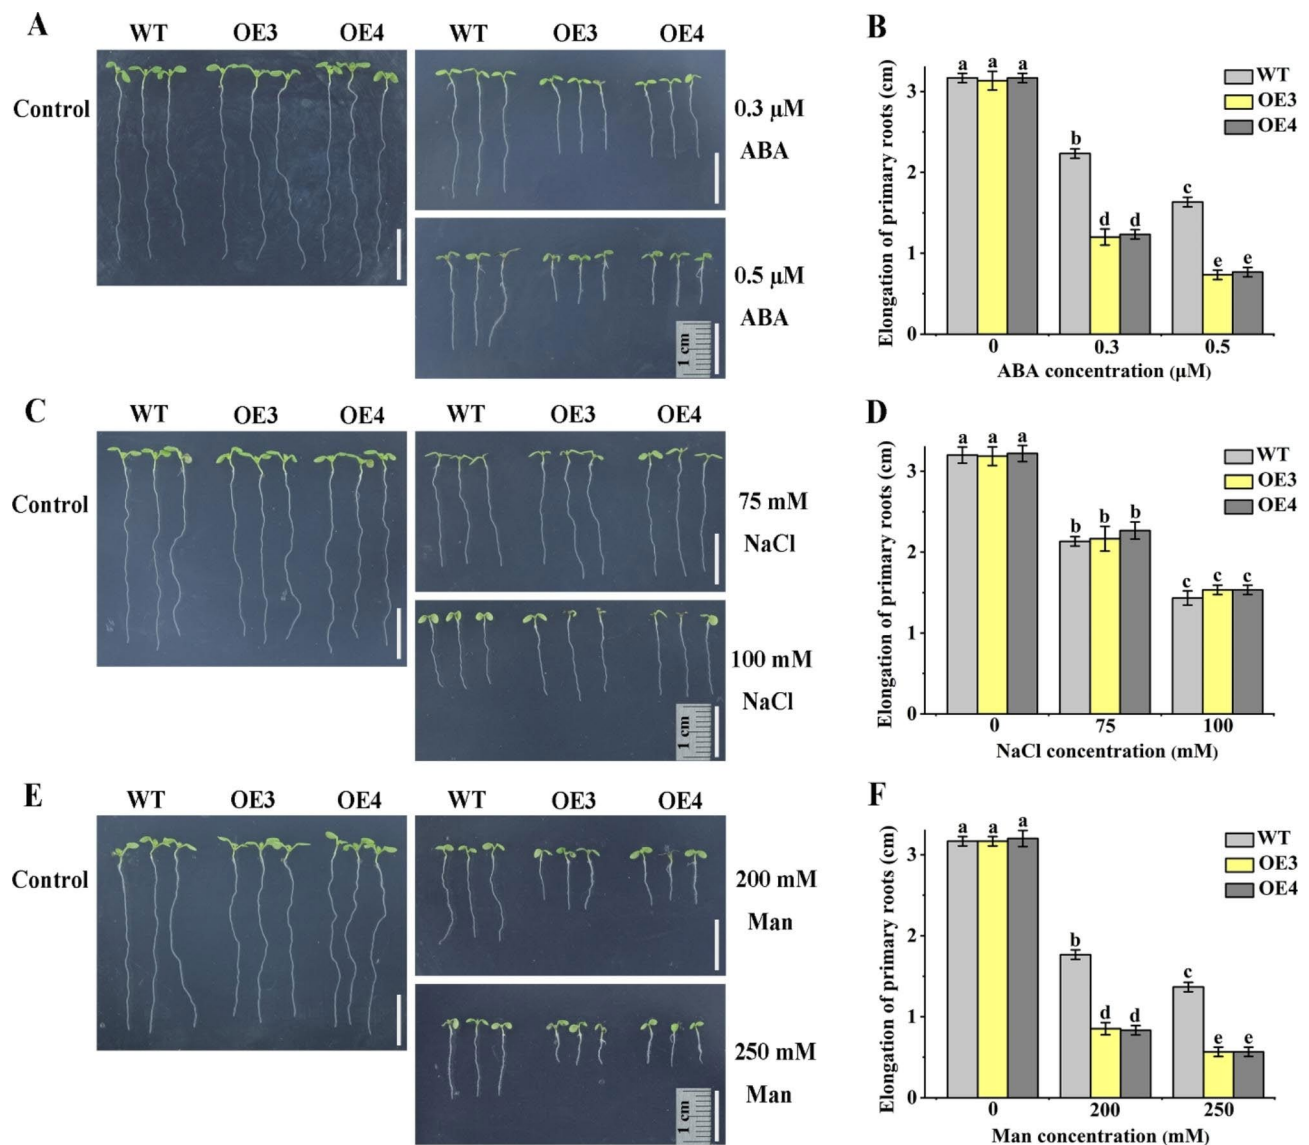 A
WT OE3 OE4
WT OE3 OE4
Control
0.3 μM
ABA
0.5 μM
ABA
1 cm
B
Elongation of primary roots (cm)
3
2
1
0
a a a
b
d d
c
e e
WT
OE3
OE4
0 0.3 0.5
ABA concentration (μM)
C
WT OE3 OE4
WT OE3 OE4
Control
75 mM
NaCl
100 mM
NaCl
1 cm
D
Elongation of primary roots (cm)
3
2
1
0
a a a
b b b
c c c
WT
OE3
OE4
0 75 100
NaCl concentration (mM)
E
WT OE3 OE4
WT OE3 OE4
Control
200 mM
Man
250 mM
Man
1 cm
F
Elongation of primary roots (cm)
3
2
1
0
a a a
b
d d
c
e e
WT
OE3
OE4
0 200 250
Man concentration (mM)